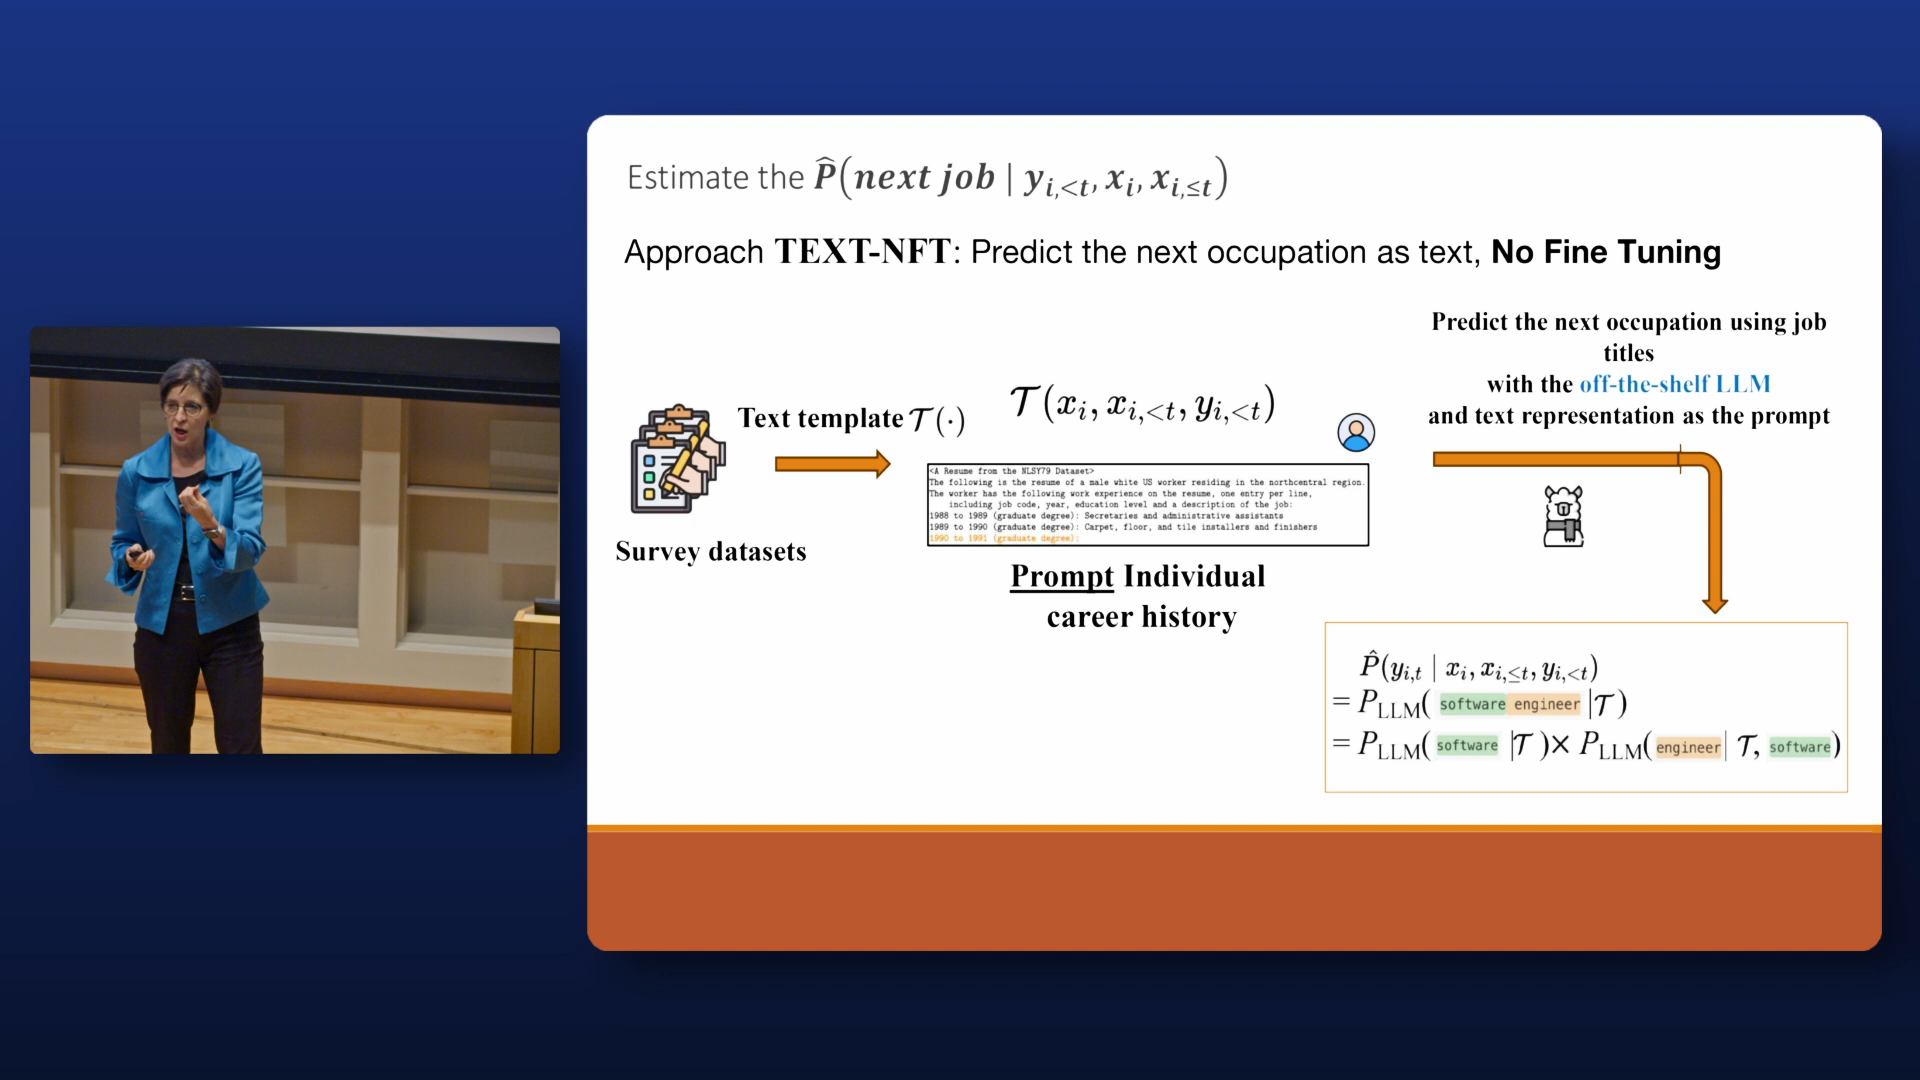 Estimate the P̂(next job | y_{i,<t}, x_i, x_{i,≤t})
Approach TEXT-NFT: Predict the next occupation as text, No Fine Tuning
Predict the next occupation using job
titles
with the off-the-shelf LLM
and text representation as the prompt
Text template 𝒯(·)
𝒯(x_i, x_{i,<t}, y_{i,<t})
<A Resume from the NLSY79 Dataset>
The following is the resume of a male white US worker residing in the northcentral region.
The worker has the following work experience on the resume, one entry per line,
including job code, year, education level and a description of the job:
1988 to 1989 (graduate degree): Secretaries and administrative assistants
1989 to 1990 (graduate degree): Carpet, floor, and tile installers and finishers
1990 to 1991 (graduate degree):
Survey datasets
Prompt Individual
career history
P̂(y_{i,t} | x_i, x_{i,≤t}, y_{i,<t})
= P_LLM( software engineer |𝒯 )
= P_LLM( software |𝒯 )× P_LLM( engineer | 𝒯, software)